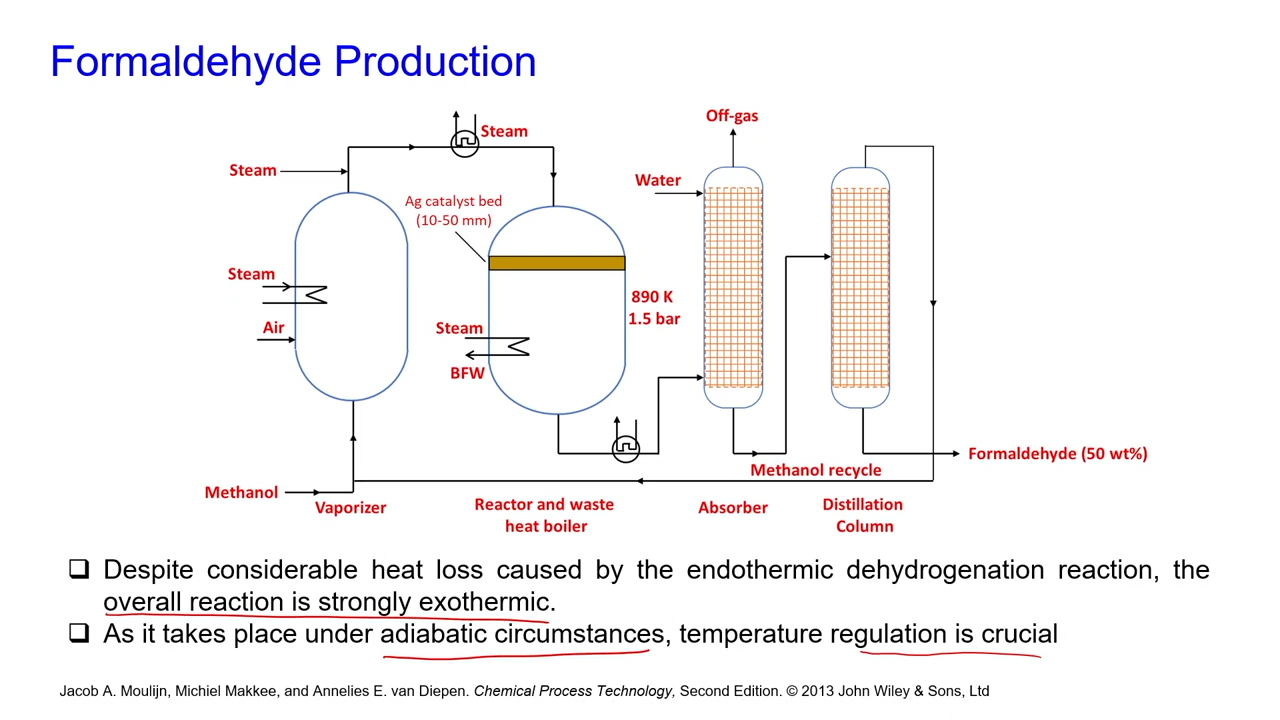 Formaldehyde Production
Off-gas
Steam
Steam
Water
Ag catalyst bed
(10-50 mm)
Steam
890 K
1.5 bar
Air
Steam
BFW
Formaldehyde (50 wt%)
Methanol recycle
Methanol
Vaporizer
Reactor and waste
heat boiler
Absorber
Distillation
Column
❑ Despite considerable heat loss caused by the endothermic dehydrogenation reaction, the
overall reaction is strongly exothermic.
❑ As it takes place under adiabatic circumstances, temperature regulation is crucial
Jacob A. Moulijn, Michiel Makkee, and Annelies E. van Diepen. Chemical Process Technology, Second Edition. © 2013 John Wiley & Sons, Ltd